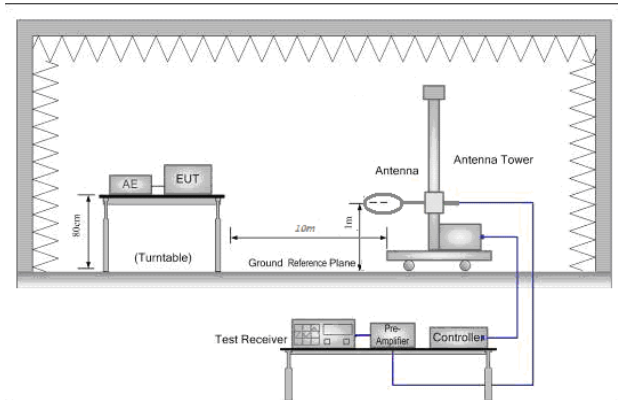 Antenna
Antenna Tower
AE
EUT
80cm
(Turntable)
10m
1m
Ground Reference Plane
Test Receiver
Pre-
Amplifier
Controller